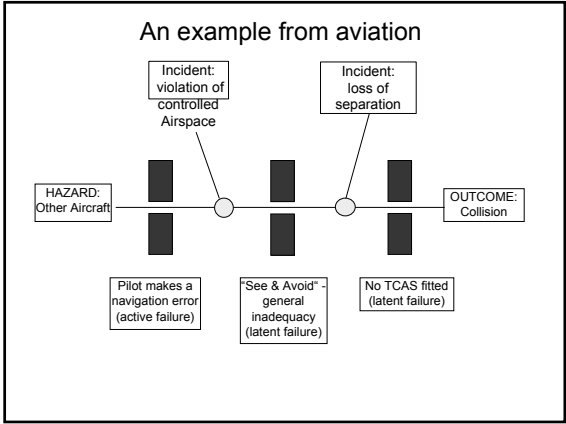 An example from aviation
Incident:
violation of
controlled
Airspace
Incident:
loss of
separation
HAZARD:
Other Aircraft
OUTCOME:
Collision
Pilot makes a
navigation error
(active failure)
"See & Avoid" -
general
inadequacy
(latent failure)
No TCAS fitted
(latent failure)